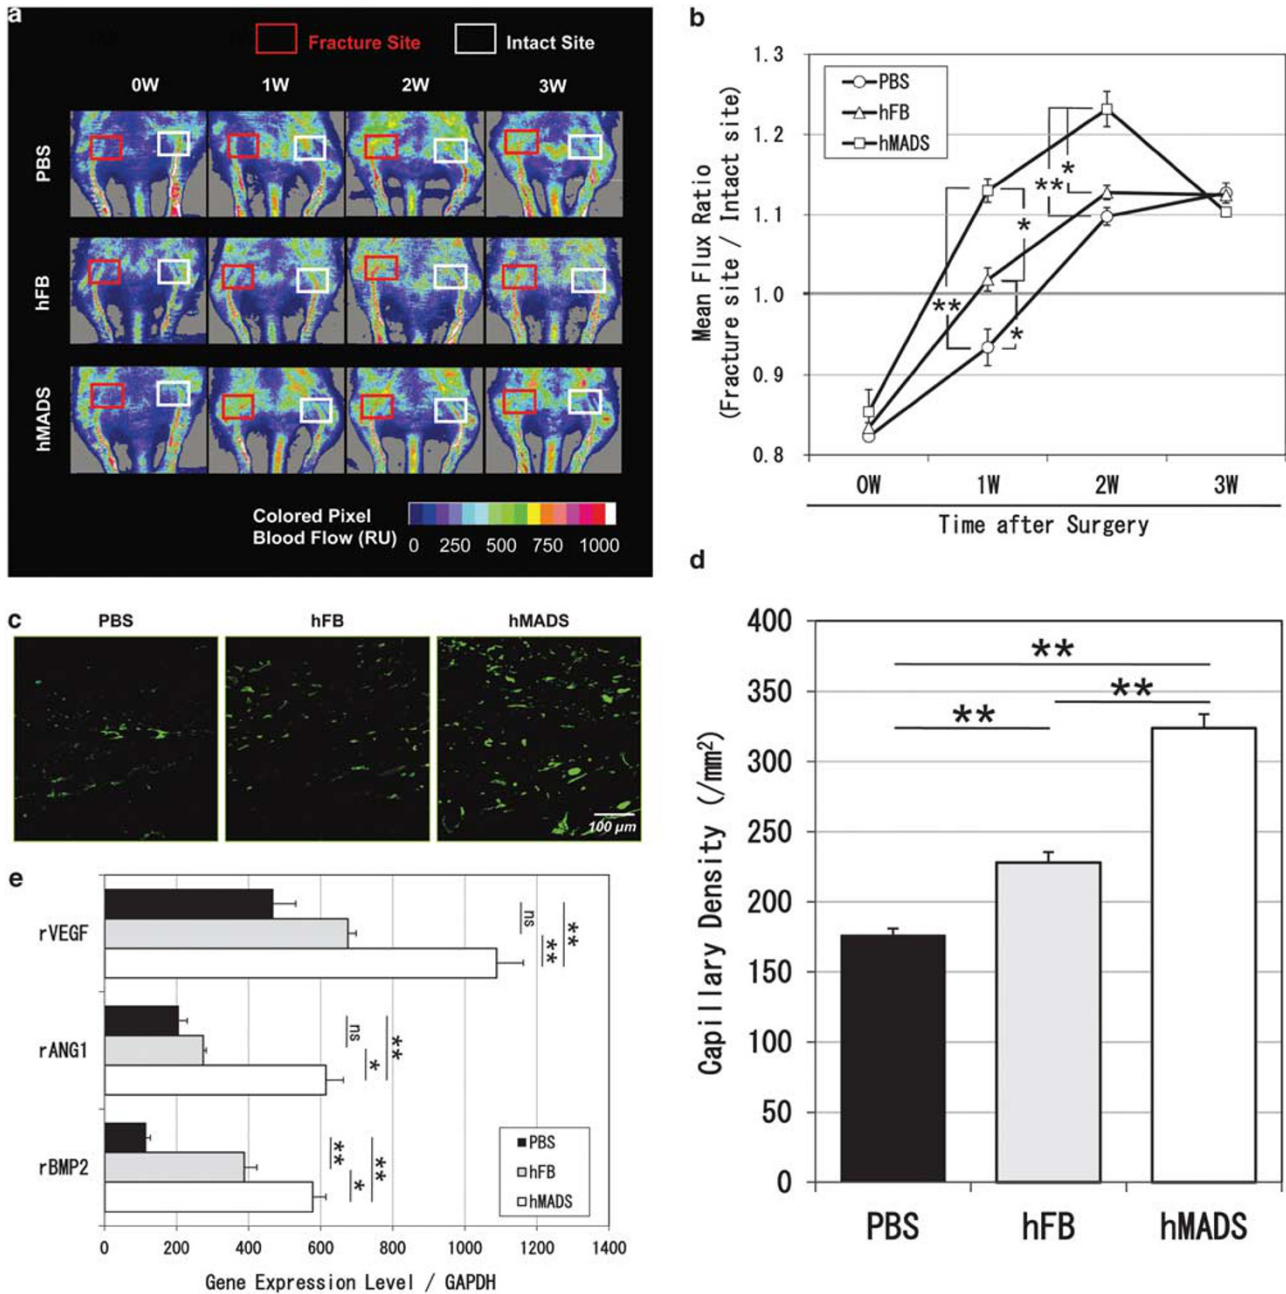 a
Fracture Site
Intact Site
0W
1W
2W
3W
PBS
hFB
hMADS
Colored Pixel
Blood Flow (RU)
0 250 500 750 1000
b
Mean Flux Ratio
(Fracture site / Intact site)
1.3
1.2
1.1
1.0
0.9
0.8
PBS
hFB
hMADS
**
*
*
**
*
0W 1W 2W 3W
Time after Surgery
c
PBS hFB hMADS
100 μm
d
Capillary Density (/mm²)
400
350
300
250
200
150
100
50
0
**
**
**
PBS hFB hMADS
e
rVEGF
ns
**
**
rANG1
ns
*
**
rBMP2
**
*
**
PBS
hFB
hMADS
0 200 400 600 800 1000 1200 1400
Gene Expression Level / GAPDH